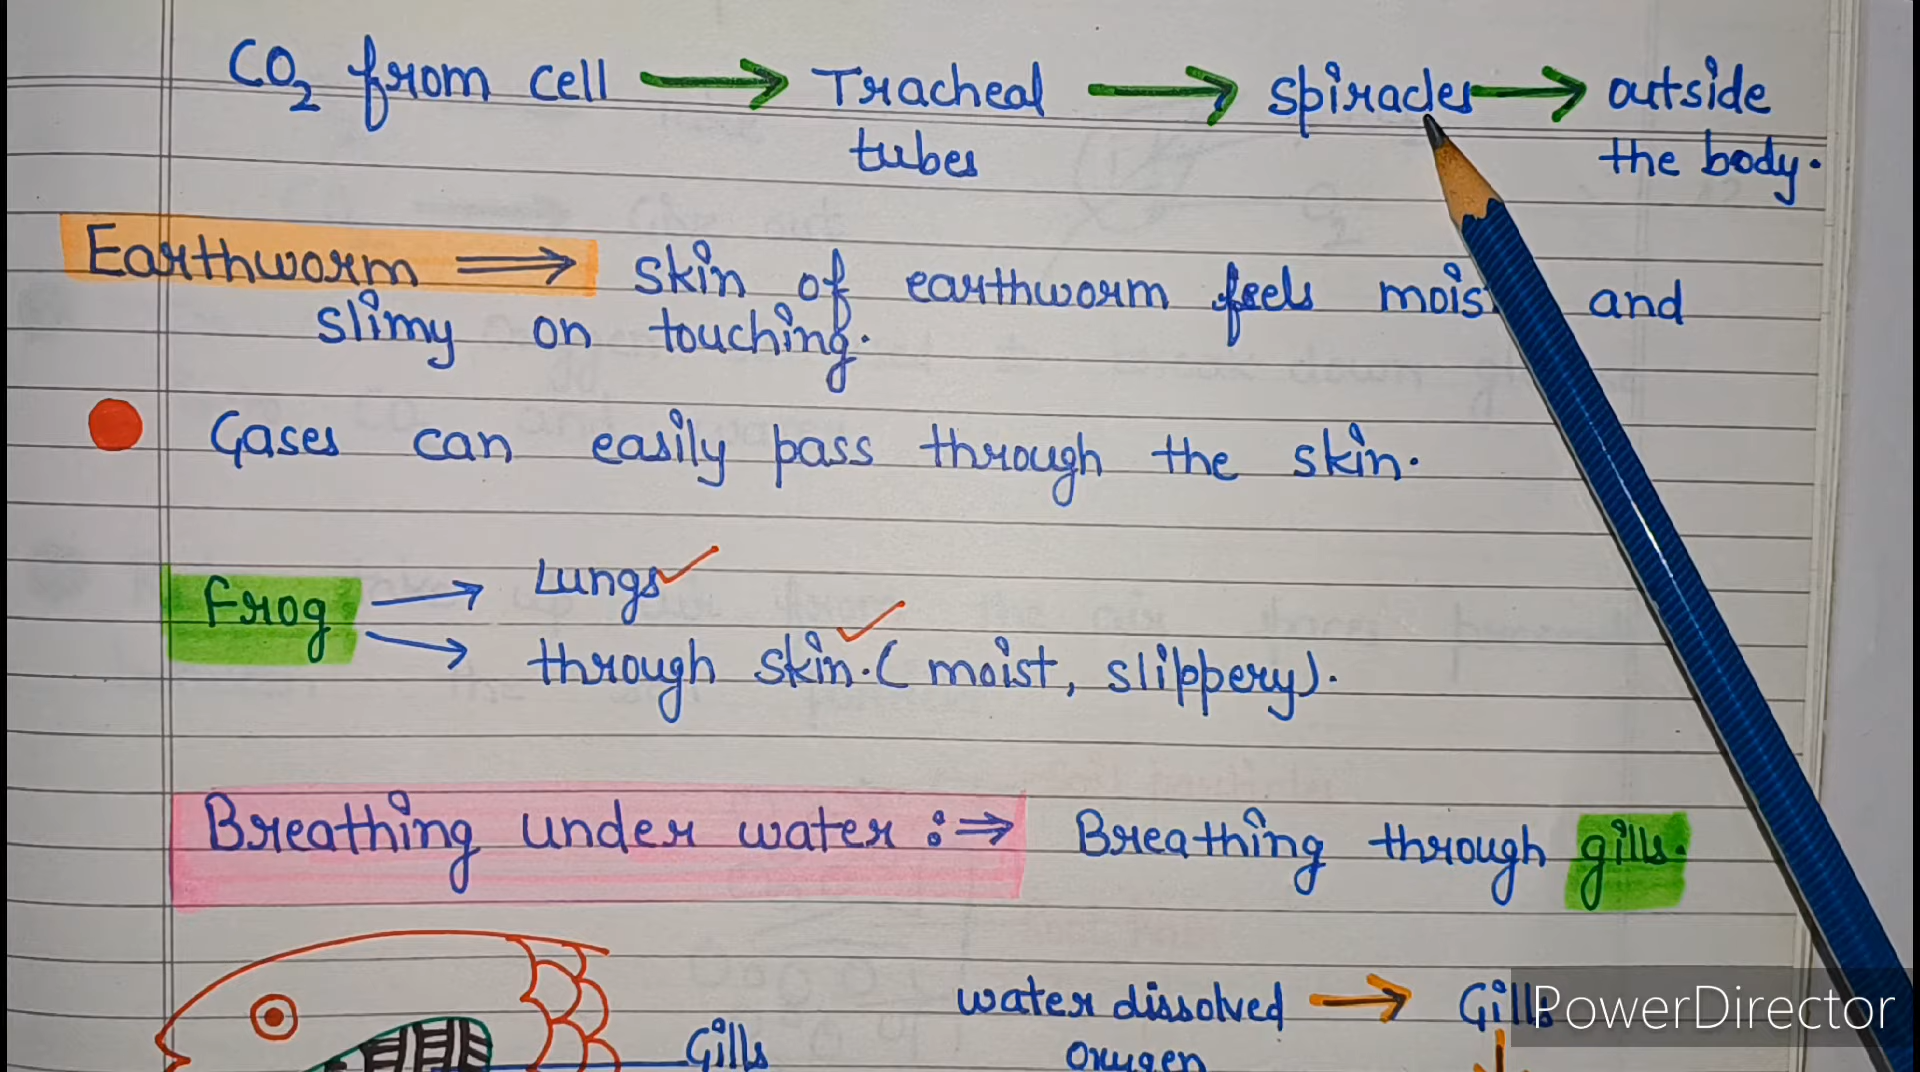 CO₂ from cell → Tracheal → spiracles → outside
tubes the body.
Earthworm ⇒ skin of earthworm feels moist and
slimy on touching.
Gases can easily pass through the skin.
Frog → Lungs ✓
→ through skin. ✓ (moist, slippery).
Breathing under water :⇒ Breathing through gills.
water dissolved → Gills
Gills oxygen ↓
PowerDirector